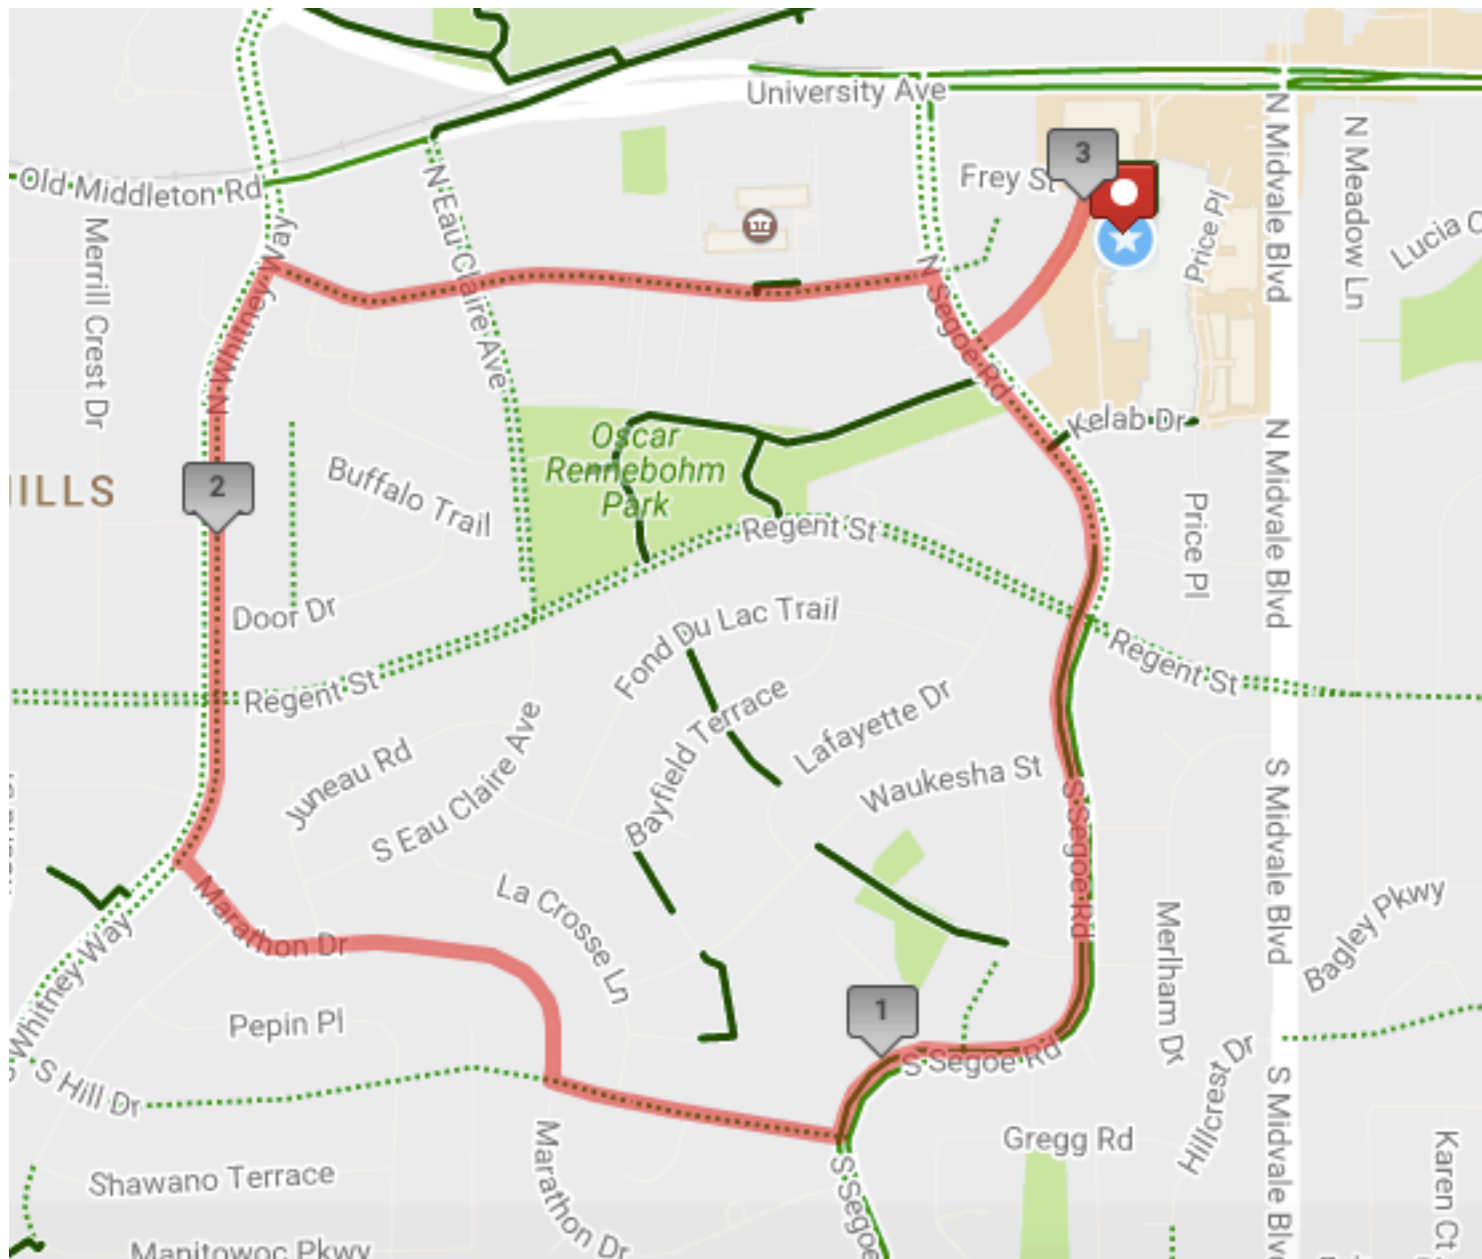 University Ave
N Midvale Blvd
N Meadow Ln
Frey St
3
Old Middleton Rd
N Eau Claire Ave
Price Pl
Lucia
Merrill Crest Dr
N Whitney Way
N Segoe Rd
Kelab Dr
Oscar
Rennebohm
Park
N Midvale Blvd
ILLS
2
Buffalo Trail
Regent St
Price Pl
Door Dr
Fond Du Lac Trail
Regent St
Regent St
Bayfield Terrace
Lafayette Dr
Juneau Rd
S Eau Claire Ave
Waukesha St
S Segoe Rd
S Midvale Blvd
Marathon Dr
La Crosse Ln
Merlham Dr
Bagley Pkwy
S Whitney Way
Pepin Pl
1
S Segoe Rd
S Hill Dr
Hillcrest Dr
S Midvale Blvd
Gregg Rd
Karen Ct
Shawano Terrace
Marathon Dr
S Segoe
Manitowoc Pkwy